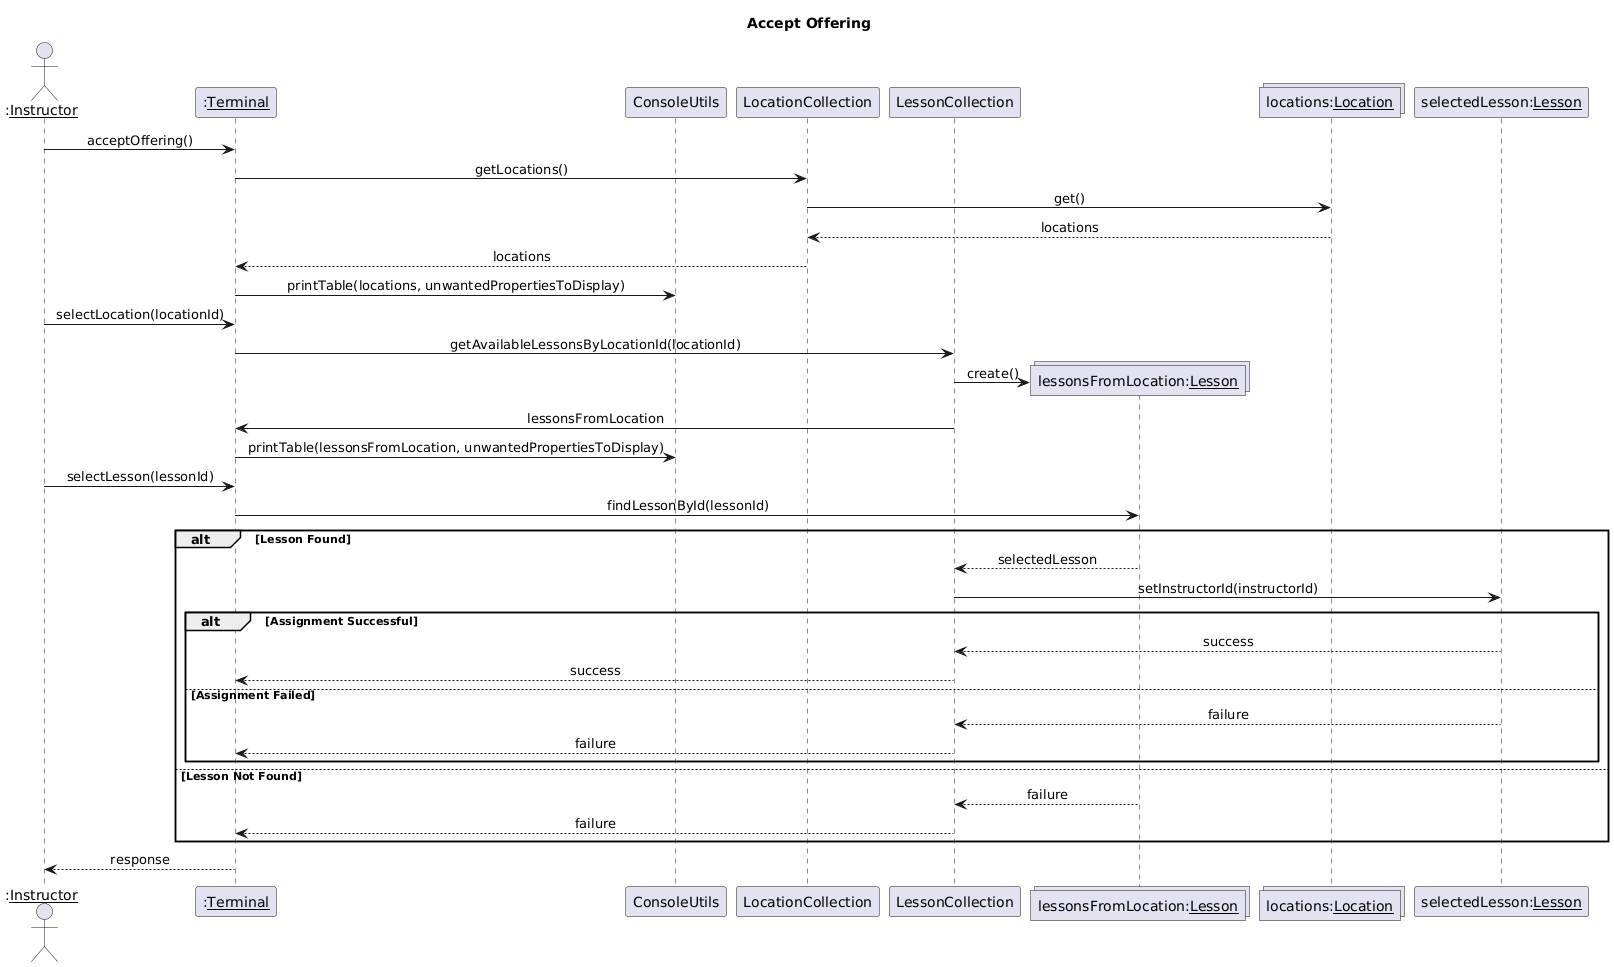 Accept Offering
:Instructor
:Terminal
ConsoleUtils
LocationCollection
LessonCollection
locations:Location
selectedLesson:Lesson
acceptOffering()
getLocations()
get()
locations
locations
printTable(locations, unwantedPropertiesToDisplay)
selectLocation(locationId)
getAvailableLessonsByLocationId(locationId)
create()
lessonsFromLocation:Lesson
lessonsFromLocation
printTable(lessonsFromLocation, unwantedPropertiesToDisplay)
selectLesson(lessonId)
findLessonById(lessonId)
alt [Lesson Found]
selectedLesson
setInstructorId(instructorId)
alt [Assignment Successful]
success
success
[Assignment Failed]
failure
failure
[Lesson Not Found]
failure
failure
response
:Instructor
:Terminal
ConsoleUtils
LocationCollection
LessonCollection
lessonsFromLocation:Lesson
locations:Location
selectedLesson:Lesson